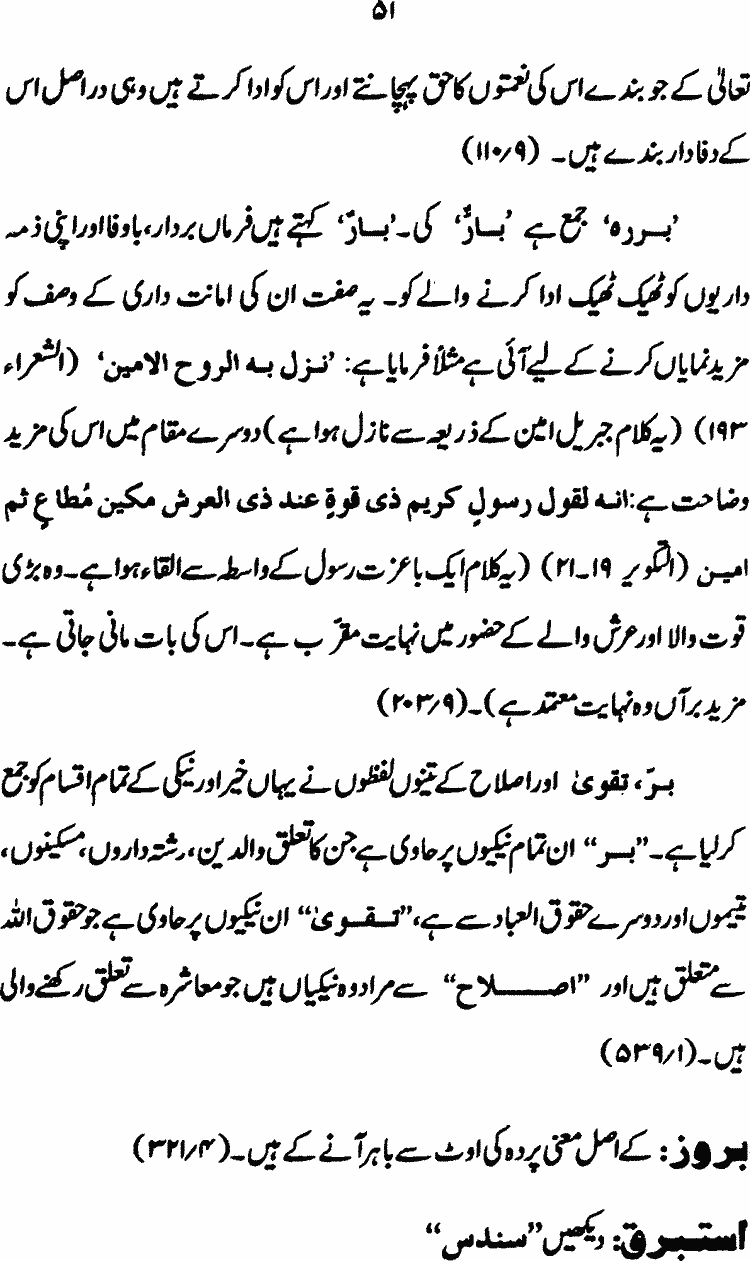 ۵۱
تعالیٰ کے جو بندے اس کی نعمتوں کا حق پہچانتے اور اس کو ادا کرتے ہیں وہی در اصل اس
کے دفادار بندے ہیں۔ (۱۱۰/۹)
’بررہ‘ جمع ہے ’بارٌّ‘ کی۔’بارٌ‘ کہتے ہیں فرماں بردار، باوفا اور اپنی ذمہ
داریوں کو ٹھیک ٹھیک ادا کرنے والے کو۔ یہ صفت ان کی امانت داری کے وصف کو
مزید نمایاں کرنے کے لیے آئی ہے مثلاً فرمایا ہے: ’نزل بہ الروح الامین‘ (الشعراء
۱۹۳) (یہ کلام جبریل امین کے ذریعہ سے نازل ہوا ہے) دوسرے مقام میں اس کی مزید
وضاحت ہے: انہ لقول رسولٍ کریم ذی قوۃٍ عند ذی العرش مکین مُطاعٍ ثم
امین (التکویر ۱۹۔۲۱) (یہ کلام ایک باعزت رسول کے واسطہ سے القاء ہوا ہے۔ وہ بڑی
قوت والا اور عرش والے کے حضور میں نہایت مقرّب ہے۔ اس کی بات مانی جاتی ہے۔
مزید برآں وہ نہایت معتمد ہے)۔(۲۰۳/۹)
برّ، تقویٰ اور اصلاح کے تینوں لفظوں نے یہاں خیر اور نیکی کے تمام اقسام کو جمع
کرلیا ہے۔”بر“ ان تمام نیکیوں پر حاوی ہے جن کا تعلق والدین، رشتہ داروں، مسکینوں،
یتیموں اور دوسرے حقوق العباد سے ہے، ”تقویٰ“ ان نیکیوں پر حاوی ہے جو حقوق اللہ
سے متعلق ہیں اور ”اصلاح“ سے مراد وہ نیکیاں ہیں جو معاشرہ سے تعلق رکھنے والی
ہیں۔(۵۳۹/۱)
بروز: کے اصل معنی پردہ کی اوٹ سے باہر آنے کے ہیں۔(۳۲۱/۴)
استبرق: دیکھیں ”سندس“